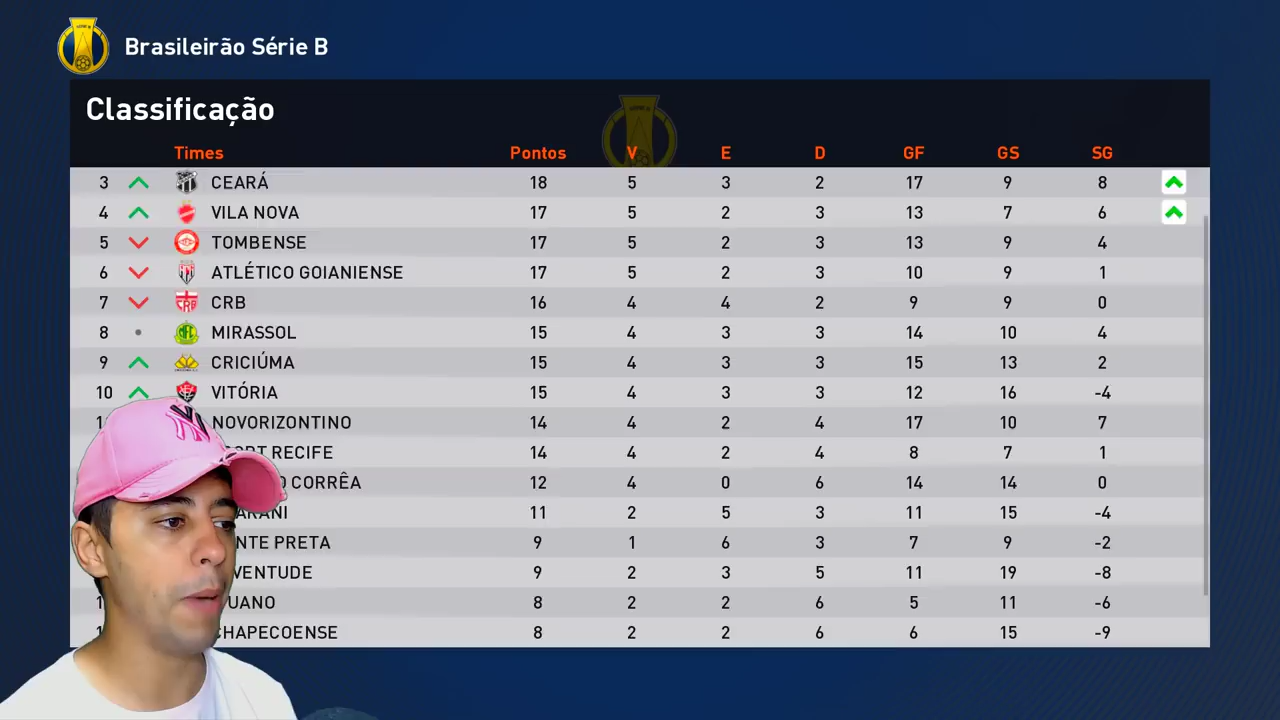 Brasileirão Série B
Classificação
Times Pontos V E D GF GS SG
3 CEARÁ 18 5 3 2 17 9 8
4 VILA NOVA 17 5 2 3 13 7 6
5 TOMBENSE 17 5 2 3 13 9 4
6 ATLÉTICO GOIANIENSE 17 5 2 3 10 9 1
7 CRB 16 4 4 2 9 9 0
8 MIRASSOL 15 4 3 3 14 10 4
9 CRICIÚMA 15 4 3 3 15 13 2
10 VITÓRIA 15 4 3 3 12 16 -4
NOVORIZONTINO 14 4 2 4 17 10 7
RECIFE 14 4 2 4 8 7 1
CORRÊA 12 4 0 6 14 14 0
11 2 5 3 11 15 -4
PRETA 9 1 6 3 7 9 -2
9 2 3 5 11 19 -8
8 2 2 6 5 11 -6
CHAPECOENSE 8 2 2 6 6 15 -9